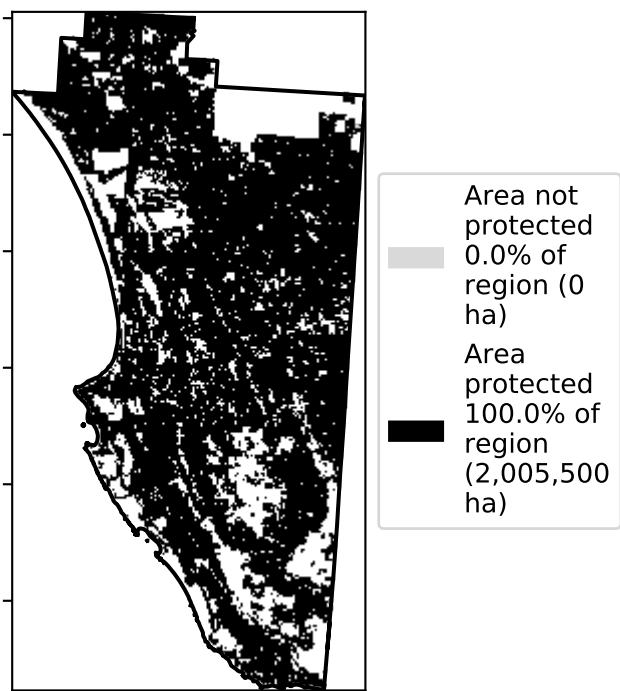 Area not
protected
0.0% of
region (0
ha)
Area
protected
100.0% of
region
(2,005,500
ha)